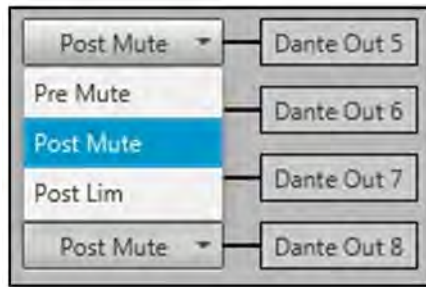 Post Mute Dante Out 5
Pre Mute Dante Out 6
Post Mute
Post Lim Dante Out 7
Post Mute Dante Out 8